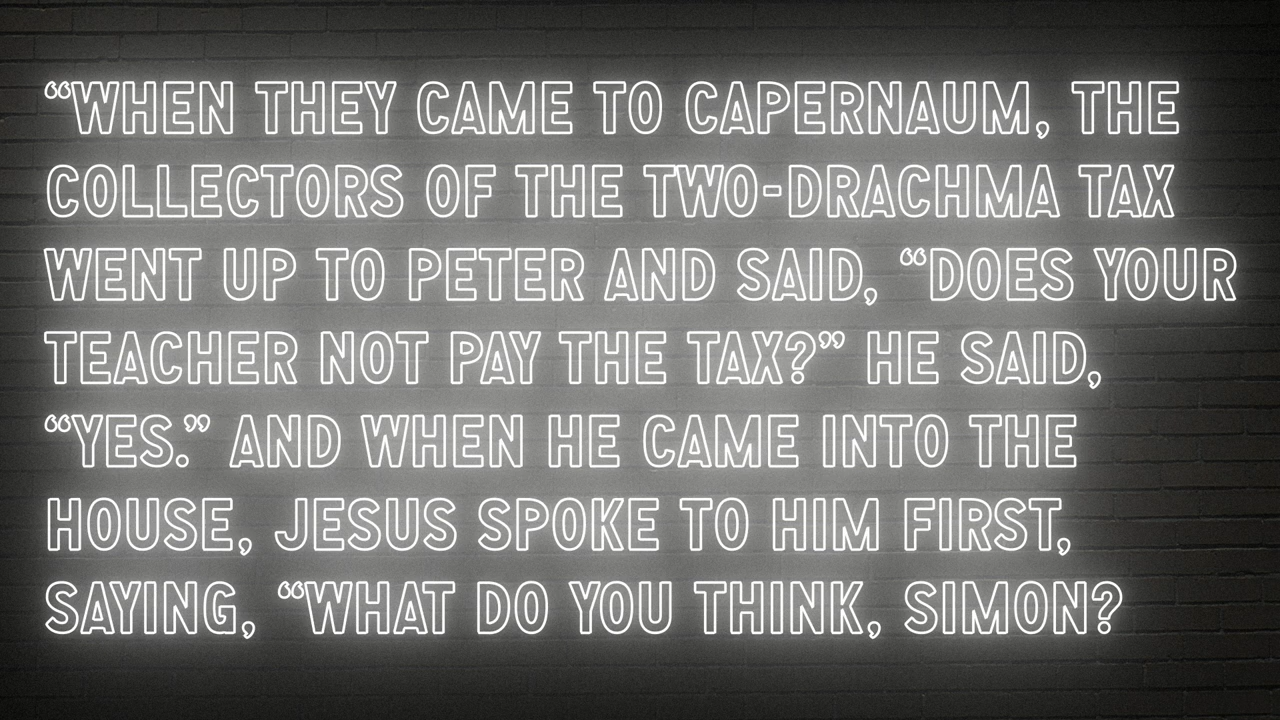 “WHEN THEY CAME TO CAPERNAUM, THE
COLLECTORS OF THE TWO-DRACHMA TAX
WENT UP TO PETER AND SAID, “DOES YOUR
TEACHER NOT PAY THE TAX?” HE SAID,
“YES.” AND WHEN HE CAME INTO THE
HOUSE, JESUS SPOKE TO HIM FIRST,
SAYING, “WHAT DO YOU THINK, SIMON?